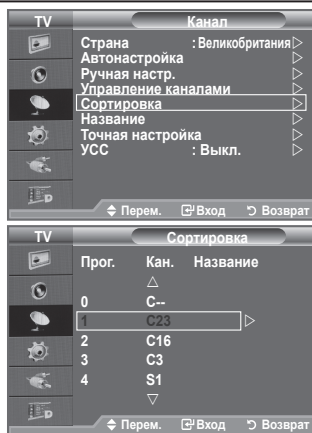 TV Канал
Страна : Великобритания
Автонастройка
Ручная настр.
Управление каналами
Сортировка
Название
Точная настройка
УСС : Выкл.
Перем. Вход Возврат
TV Сортировка
Прог. Кан. Название
0 C--
1 C23
2 C16
3 C3
4 S1
Перем. Вход Возврат